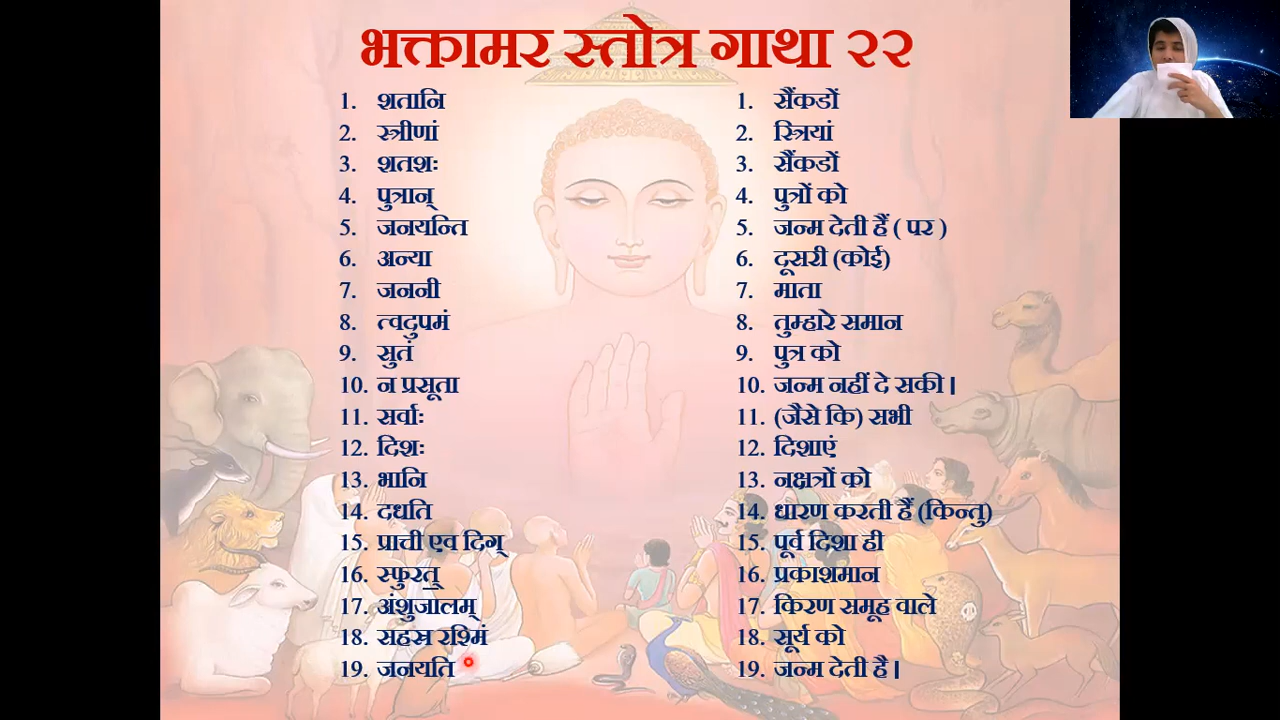 भक्तामर स्तोत्र गाथा २२
1. शतानि
2. स्त्रीणां
3. शतशः
4. पुत्रान्
5. जनयन्ति
6. अन्या
7. जननी
8. त्वदुपमं
9. सुतं
10. न प्रसूता
11. सर्वाः
12. दिशः
13. भानि
14. दधति
15. प्राची एव दिग्
16. स्फुरत्
17. अंशुजालम्
18. सहस्र रश्मिं
19. जनयति
1. सैंकडों
2. स्त्रियां
3. सैंकडों
4. पुत्रों को
5. जन्म देती हैं ( पर )
6. दूसरी (कोई)
7. माता
8. तुम्हारे समान
9. पुत्र को
10. जन्म नहीं दे सकी |
11. (जैसे कि) सभी
12. दिशाएं
13. नक्षत्रों को
14. धारण करती हैं (किन्तु)
15. पूर्व दिशा ही
16. प्रकाशमान
17. किरण समूह वाले
18. सूर्य को
19. जन्म देती है |